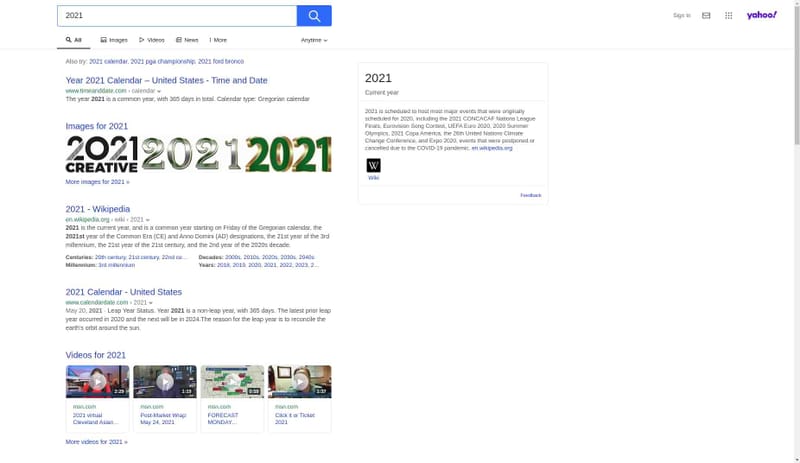 2021
Sign In
yahoo!
All
Images
Videos
News
More
Anytime
Also try: 2021 calendar, 2021 pga championship, 2021 ford bronco
Year 2021 Calendar – United States - Time and Date
www.timeanddate.com › calendar
The year 2021 is a common year, with 365 days in total. Calendar type: Gregorian calendar
Images for 2021
2021 CREATIVE
2021
2021
More images for 2021 »
2021 - Wikipedia
en.wikipedia.org › wiki › 2021
2021 is the current year, and is a common year starting on Friday of the Gregorian calendar, the
2021st year of the Common Era (CE) and Anno Domini (AD) designations, the 21st year of the 3rd
millennium, the 21st year of the 21st century, and the 2nd year of the 2020s decade.
Centuries: 20th century, 21st century, 22nd ce...
Decades: 2000s, 2010s, 2020s, 2030s, 2040s
Millennium: 3rd millennium
Years: 2018, 2019, 2020, 2021, 2022, 2023, 2...
2021 Calendar - United States
www.calendardate.com › 2021
May 20, 2021 · Leap Year Status. Year 2021 is a non-leap year, with 365 days. The latest prior leap
year occurred in 2020 and the next will be in 2024.The reason for the leap year is to reconcile the
earth's orbit around the sun.
Videos for 2021
2:29
1:19
0:59
1:37
msn.com
2021 virtual
Cleveland Asian...
msn.com
Post-Market Wrap:
May 24, 2021
msn.com
FORECAST
MONDAY...
msn.com
Click it or Ticket
2021
More videos for 2021 »
2021
Current year
2021 is scheduled to host most major events that were originally
scheduled for 2020, including the 2021 CONCACAF Nations League
Finals, Eurovision Song Contest, UEFA Euro 2020, 2020 Summer
Olympics, 2021 Copa America, the 26th United Nations Climate
Change Conference, and Expo 2020, events that were postponed or
cancelled due to the COVID-19 pandemic. en.wikipedia.org
W
Wiki
Feedback